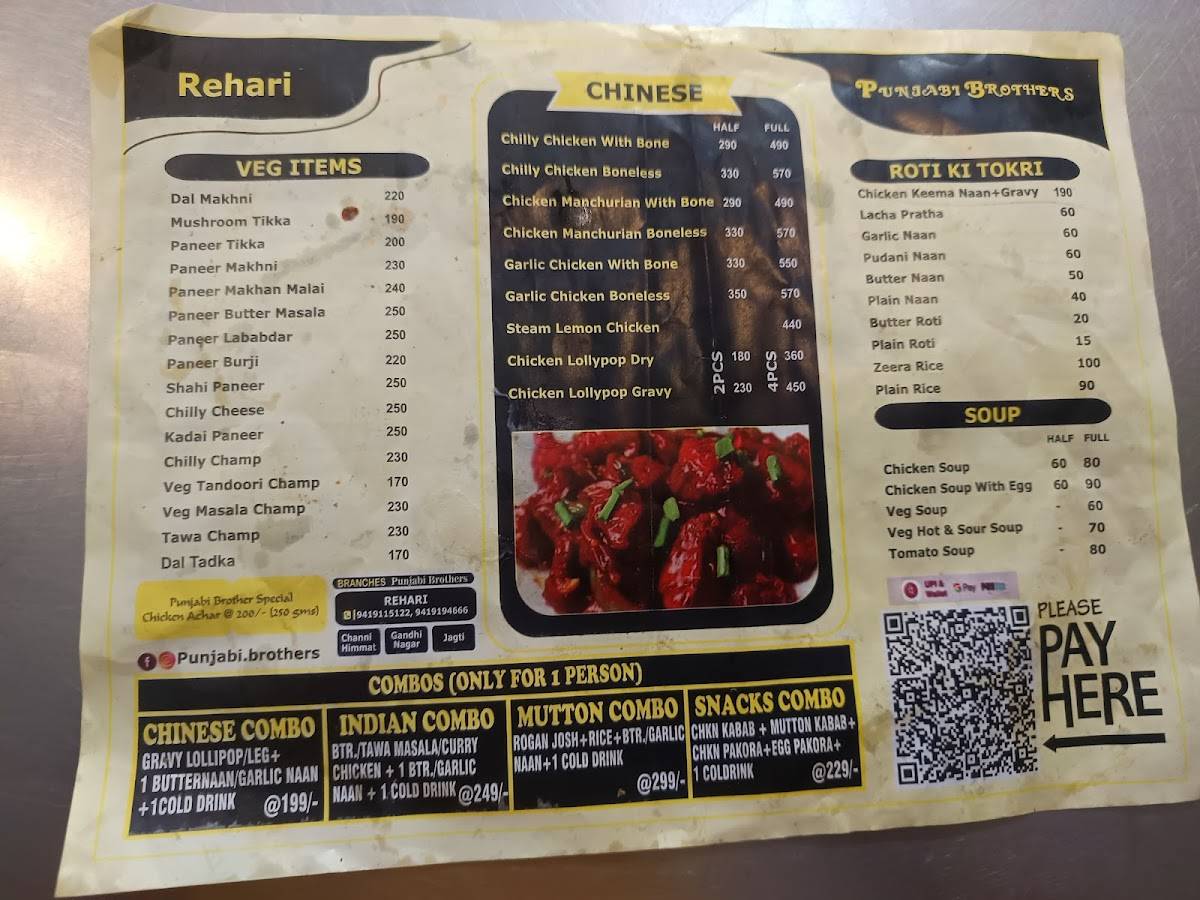 Rehari
PUNJABI BROTHERS
VEG ITEMS
Dal Makhni 220
Mushroom Tikka 190
Paneer Tikka 200
Paneer Makhni 230
Paneer Makhan Malai 240
Paneer Butter Masala 250
Paneer Lababdar 250
Paneer Burji 220
Shahi Paneer 250
Chilly Cheese 250
Kadai Paneer 250
Chilly Champ 230
Veg Tandoori Champ 170
Veg Masala Champ 230
Tawa Champ 230
Dal Tadka 170
Punjabi Brother Special
Chicken Achar @ 200/- (250 gms)
Punjabi.brothers
BRANCHES Punjabi Brothers
REHARI
9419115122, 9419194666
Channi Himmat
Gandhi Nagar
Jagti
CHINESE
HALF FULL
Chilly Chicken With Bone 290 490
Chilly Chicken Boneless 330 570
Chicken Manchurian With Bone 290 490
Chicken Manchurian Boneless 330 570
Garlic Chicken With Bone 330 550
Garlic Chicken Boneless 350 570
Steam Lemon Chicken 440
2PCS 4PCS
Chicken Lollypop Dry 180 360
Chicken Lollypop Gravy 230 450
ROTI KI TOKRI
Chicken Keema Naan+Gravy 190
Lacha Pratha 60
Garlic Naan 60
Pudani Naan 60
Butter Naan 50
Plain Naan 40
Butter Roti 20
Plain Roti 15
Zeera Rice 100
Plain Rice 90
SOUP
HALF FULL
Chicken Soup 60 80
Chicken Soup With Egg 60 90
Veg Soup - 60
Veg Hot & Sour Soup - 70
Tomato Soup - 80
UPI &
Wallet
G Pay
PLEASE
PAY
HERE
COMBOS (ONLY FOR 1 PERSON)
CHINESE COMBO
GRAVY LOLLIPOP/LEG+
1 BUTTERNAAN/GARLIC NAAN
+1COLD DRINK @199/-
INDIAN COMBO
BTR./TAWA MASALA/CURRY
CHICKEN + 1 BTR./GARLIC
NAAN + 1 COLD DRINK @249/-
MUTTON COMBO
ROGAN JOSH+RICE+BTR./GARLIC
NAAN+1 COLD DRINK
@299/-
SNACKS COMBO
CHKN KABAB + MUTTON KABAB+
CHKN PAKORA+EGG PAKORA+
1 COLDRINK @229/-